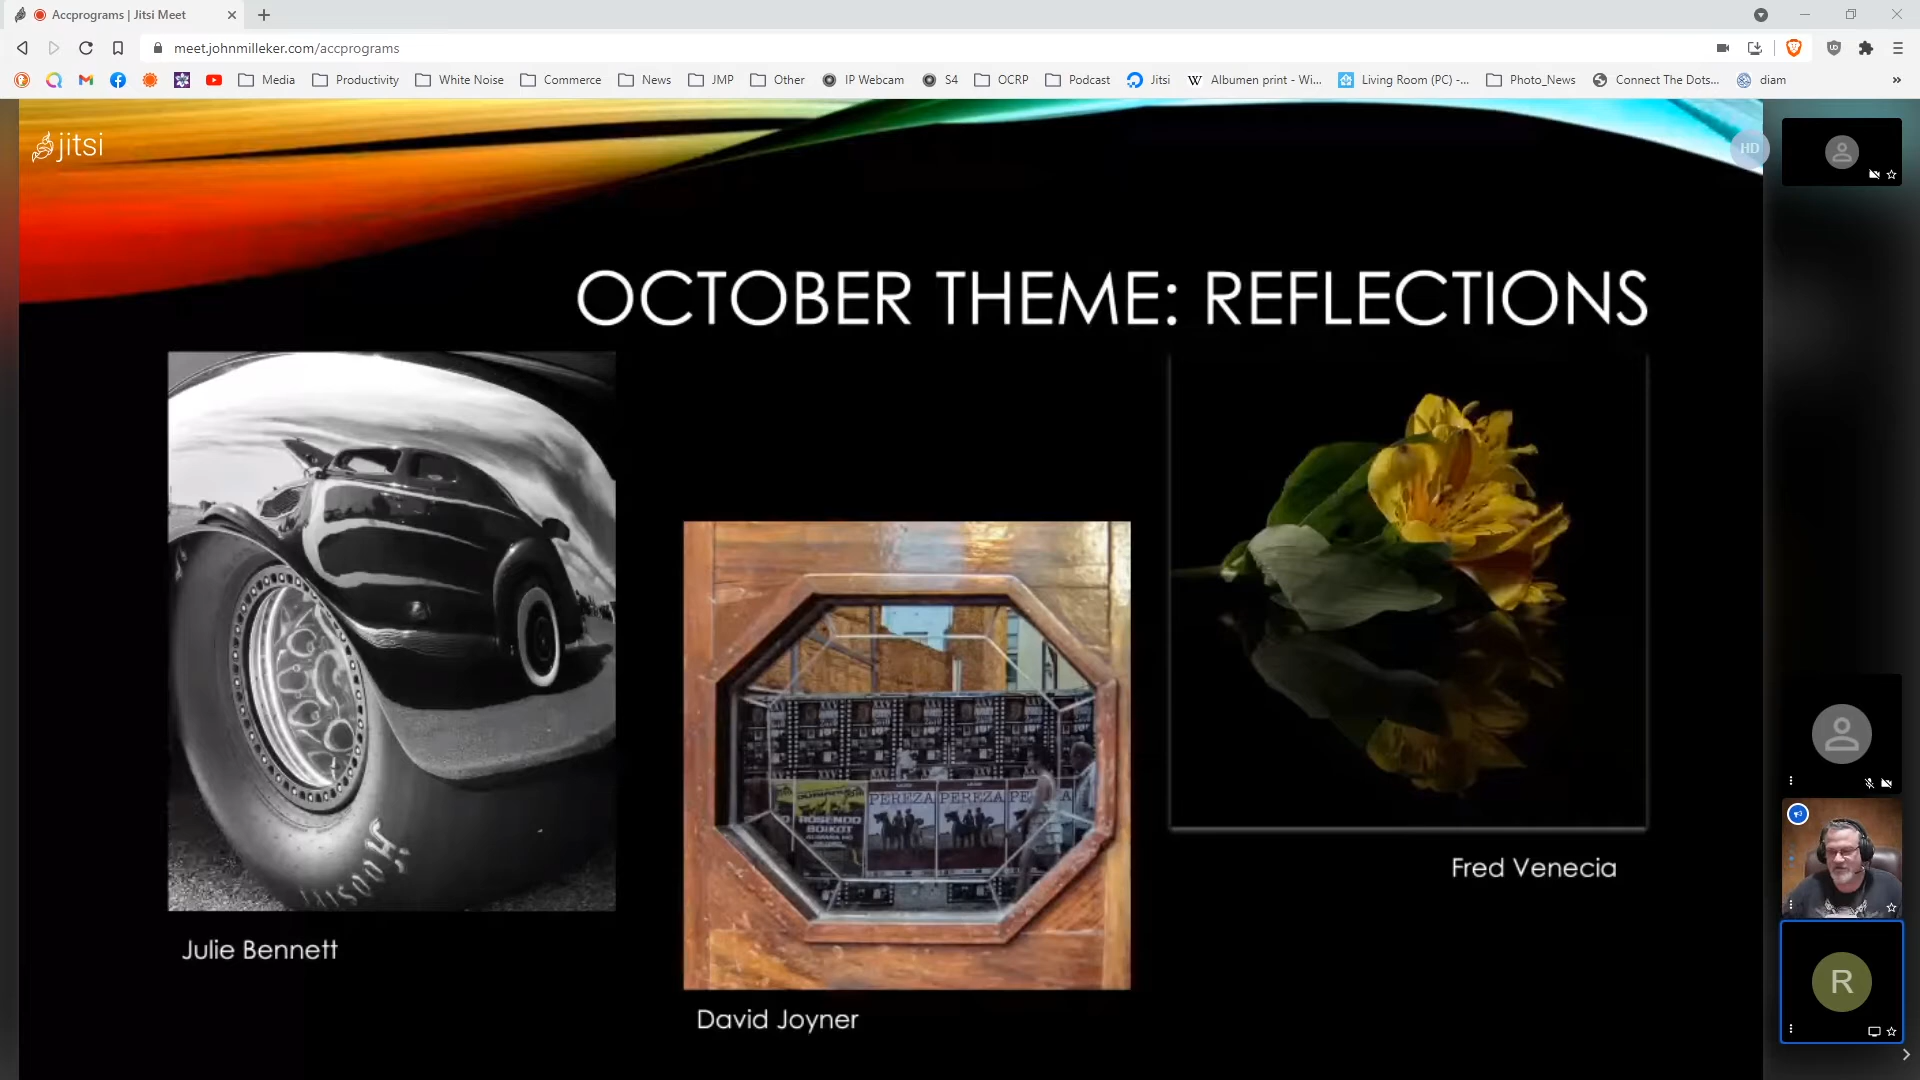 Accprograms | Jitsi Meet
meet.johnmilleker.com/accprograms
Media
Productivity
White Noise
Commerce
News
JMP
Other
IP Webcam
S4
OCRP
Podcast
Jitsi
W
Albumen print - Wi...
Living Room (PC) -...
Photo_News
Connect The Dots...
diam
»
jitsi
HD
OCTOBER THEME: REFLECTIONS
PEREZA
PEREZA
ROSENDO
BOIKOT
Julie Bennett
David Joyner
Fred Venecia
R